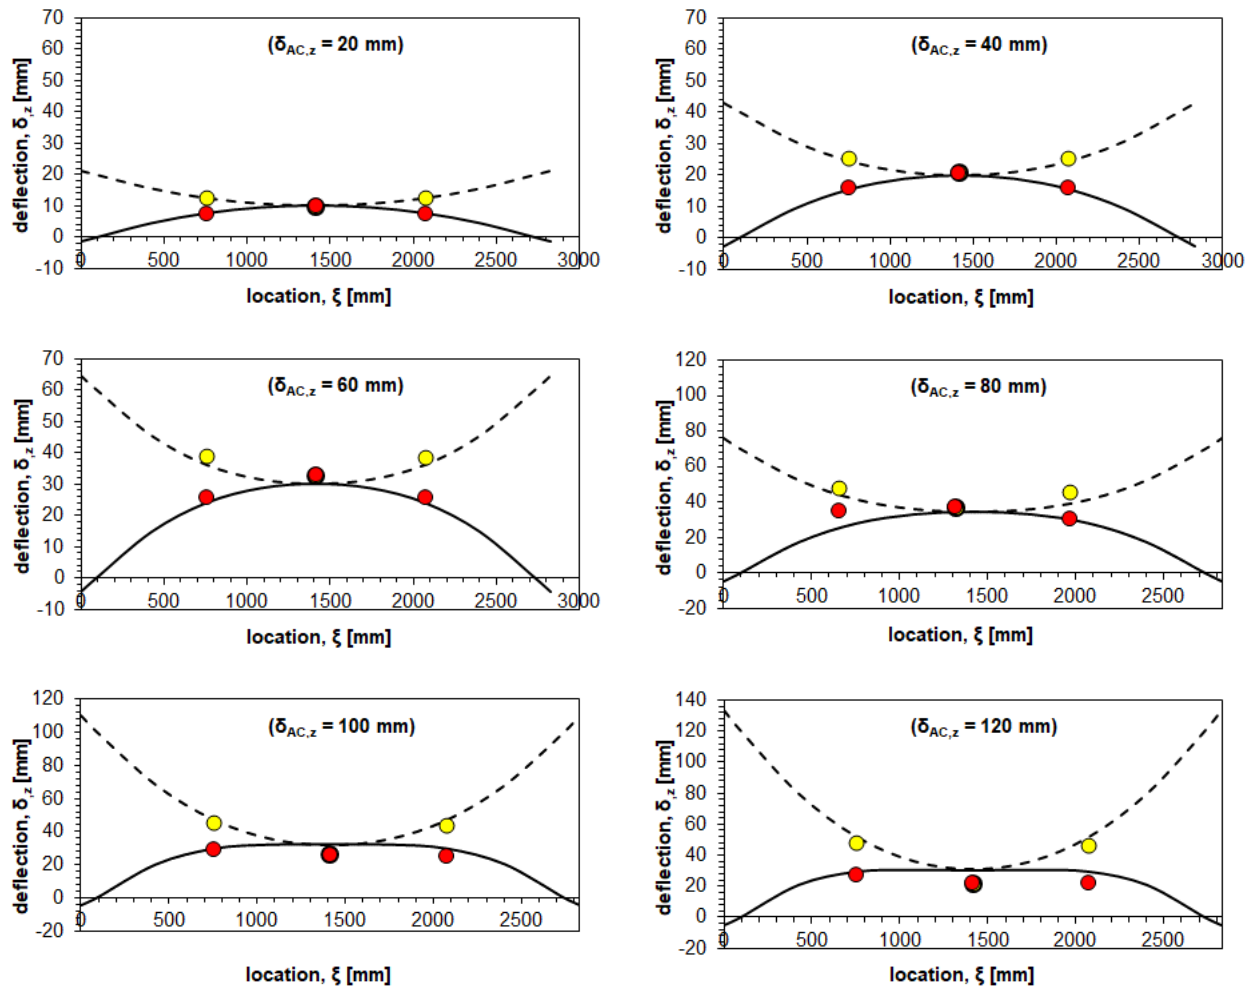 70
60
50
40
30
20
10
0
-10
deflection, δ,z [mm]
(δAC,z = 20 mm)
0 500 1000 1500 2000 2500 3000
location, ξ [mm]
70
60
50
40
30
20
10
0
-10
deflection, δ,z [mm]
(δAC,z = 40 mm)
0 500 1000 1500 2000 2500 3000
location, ξ [mm]
70
60
50
40
30
20
10
0
-10
deflection, δ,z [mm]
(δAC,z = 60 mm)
0 500 1000 1500 2000 2500 3000
location, ξ [mm]
120
100
80
60
40
20
0
-20
deflection, δ,z [mm]
(δAC,z = 80 mm)
0 500 1000 1500 2000 2500
location, ξ [mm]
120
100
80
60
40
20
0
-20
deflection, δ,z [mm]
(δAC,z = 100 mm)
0 500 1000 1500 2000 2500
location, ξ [mm]
140
120
100
80
60
40
20
0
-20
deflection, δ,z [mm]
(δAC,z = 120 mm)
0 500 1000 1500 2000 2500
location, ξ [mm]